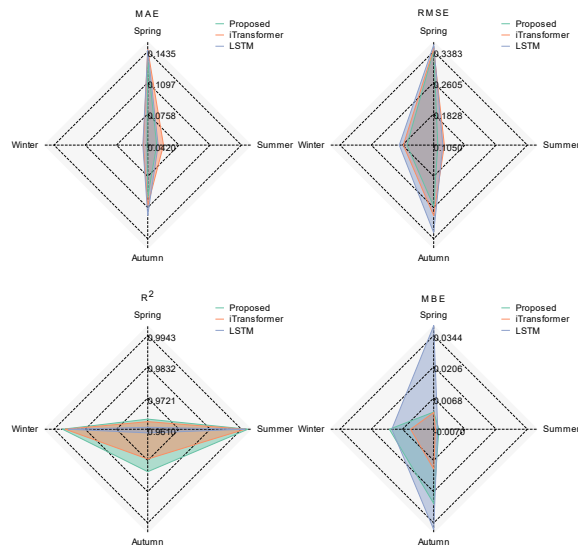 MAE
Proposed
iTransformer
LSTM
Spring
0.1435
0.1097
0.0758
0.0420
Winter
Summer
Autumn
RMSE
Proposed
iTransformer
LSTM
Spring
0.3383
0.2605
0.1828
0.1050
Winter
Summer
Autumn
R²
Proposed
iTransformer
LSTM
Spring
0.9943
0.9832
0.9721
0.9610
Winter
Summer
Autumn
MBE
Proposed
iTransformer
LSTM
Spring
0.0344
0.0206
0.0068
-0.0070
Winter
Summer
Autumn